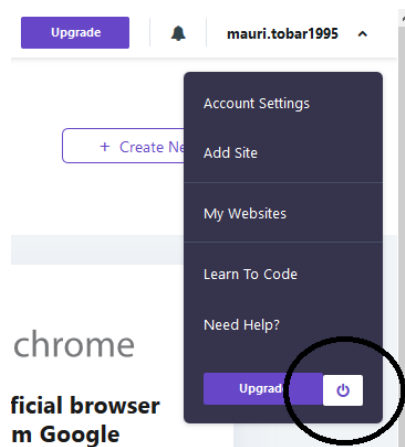 Upgrade
mauri.tobar1995
Account Settings
+ Create Ne
Add Site
My Websites
Learn To Code
Need Help?
chrome
Upgrad
ficial browser
m Google